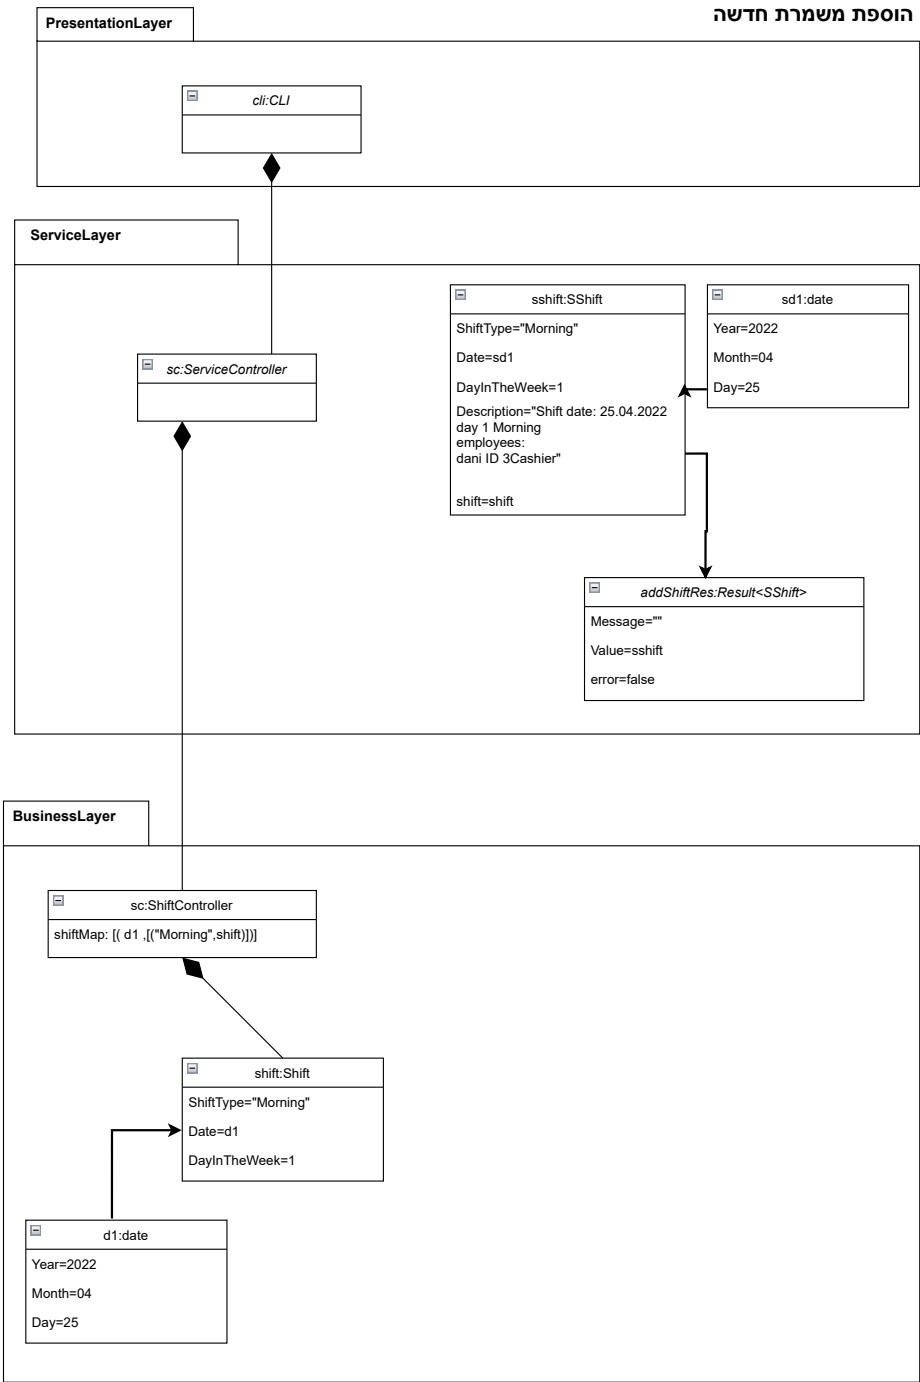 הוספת משמרת חדשה
PresentationLayer
cli:CLI
ServiceLayer
sshift:SShift
ShiftType="Morning"
Date=sd1
DayInTheWeek=1
Description="Shift date: 25.04.2022
day 1 Morning
employees:
dani ID 3Cashier"
shift=shift
sd1:date
Year=2022
Month=04
Day=25
sc:ServiceController
addShiftRes:Result<SShift>
Message=""
Value=sshift
error=false
BusinessLayer
sc:ShiftController
shiftMap: [( d1 ,[("Morning",shift)])]
shift:Shift
ShiftType="Morning"
Date=d1
DayInTheWeek=1
d1:date
Year=2022
Month=04
Day=25